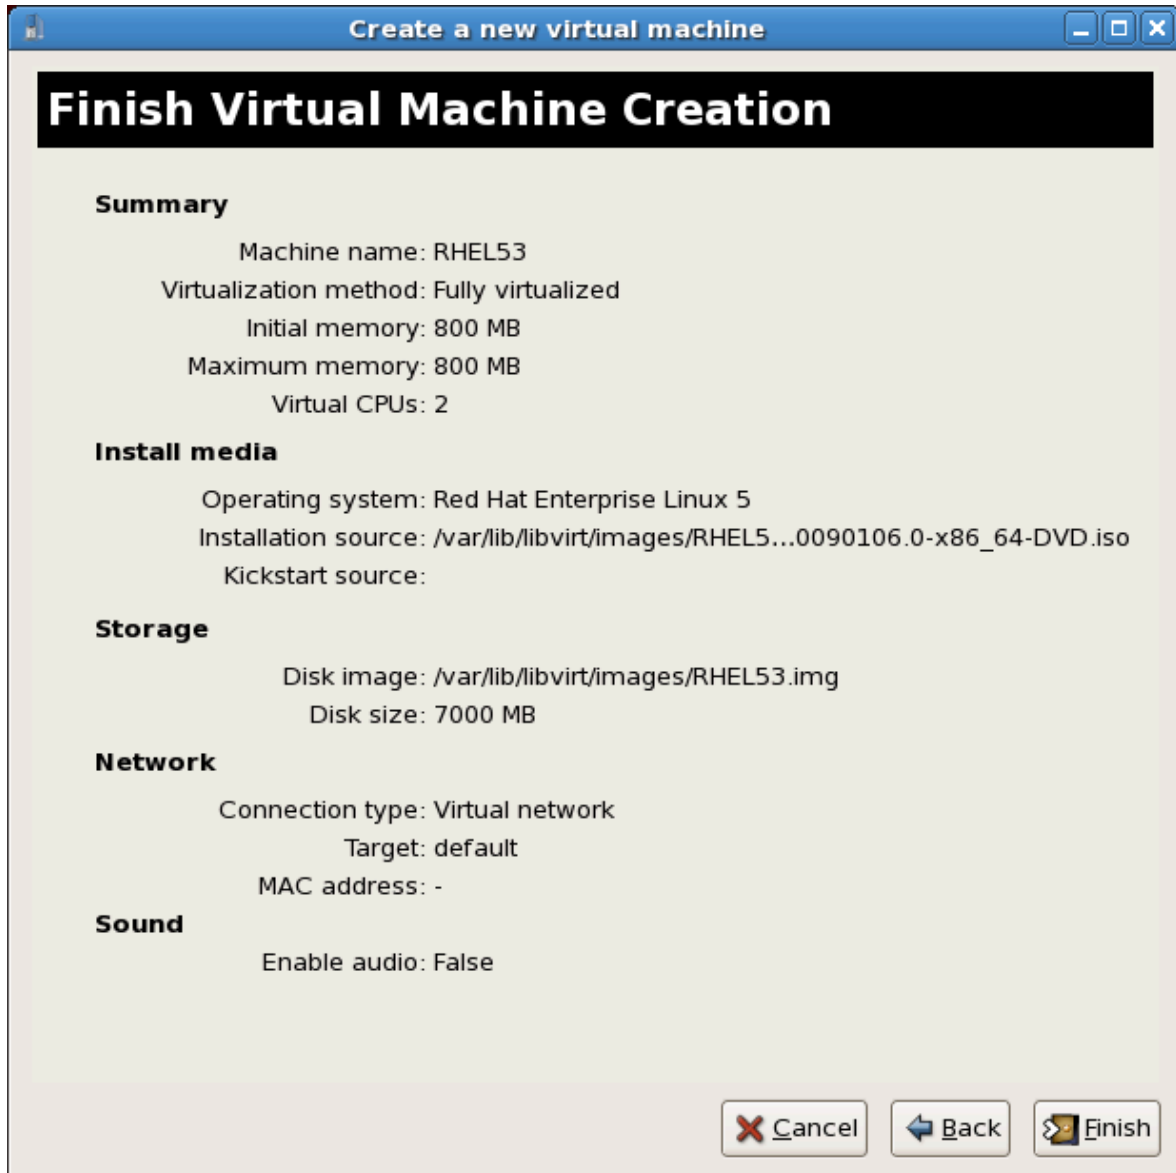 Create a new virtual machine
Finish Virtual Machine Creation
Summary
Machine name: RHEL53
Virtualization method: Fully virtualized
Initial memory: 800 MB
Maximum memory: 800 MB
Virtual CPUs: 2
Install media
Operating system: Red Hat Enterprise Linux 5
Installation source: /var/lib/libvirt/images/RHEL5...0090106.0-x86_64-DVD.iso
Kickstart source:
Storage
Disk image: /var/lib/libvirt/images/RHEL53.img
Disk size: 7000 MB
Network
Connection type: Virtual network
Target: default
MAC address: -
Sound
Enable audio: False
Cancel Back Finish